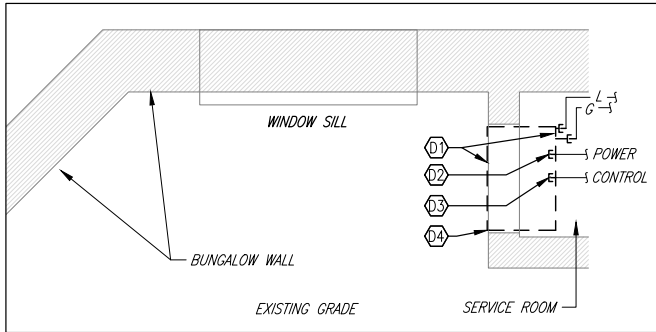 L
G
WINDOW SILL
D1
D2
POWER
D3
CONTROL
D4
BUNGALOW WALL
EXISTING GRADE
SERVICE ROOM